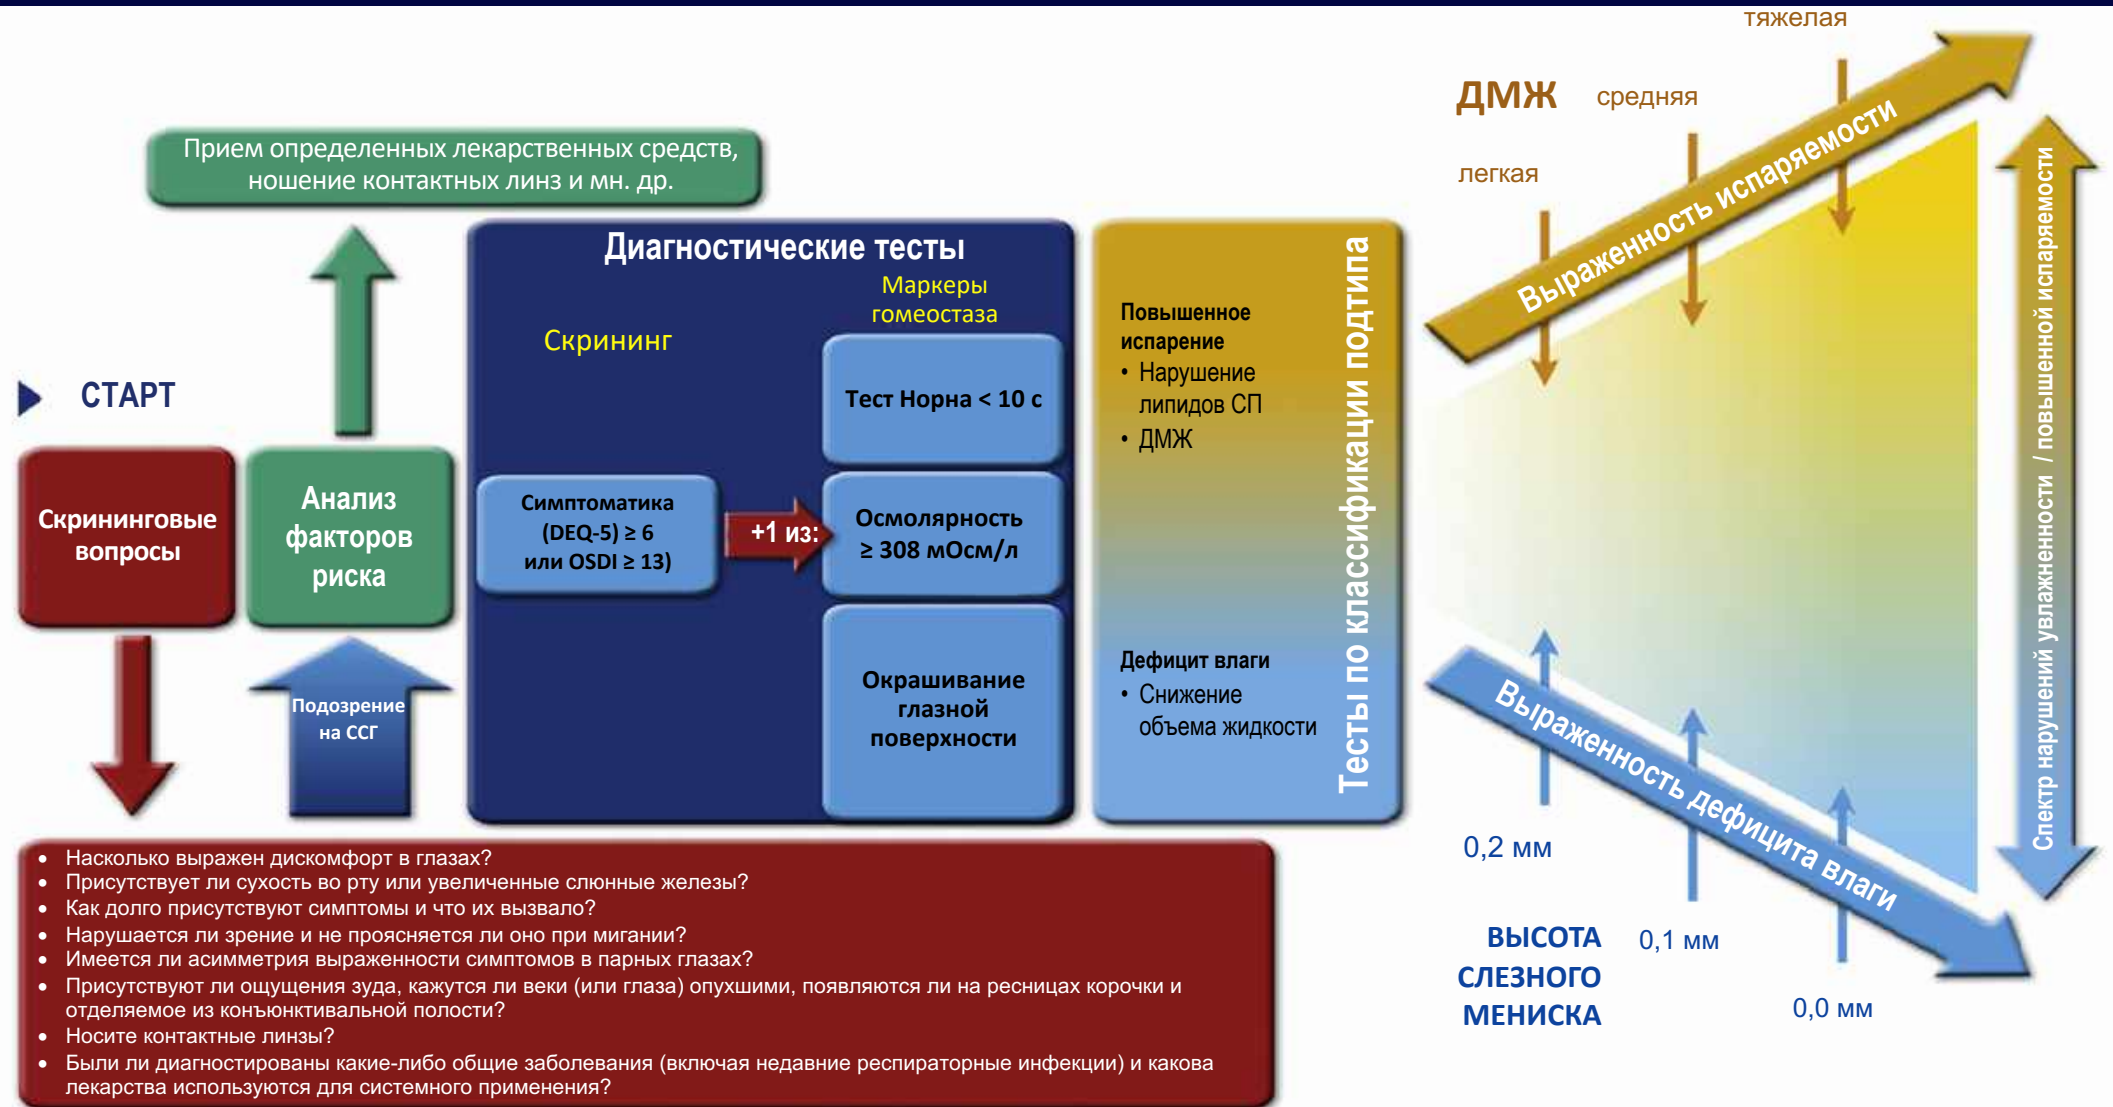 Прием определенных лекарственных средств,
ношение контактных линз и мн. др.
СТАРТ
Скрининговые
вопросы
Анализ
факторов
риска
Подозрение
на ССГ
Диагностические тесты
Скрининг
Маркеры
гомеостаза
Симптоматика
(DEQ-5) ≥ 6
или OSDI ≥ 13)
+1 из:
Тест Норна < 10 с
Осмолярность
≥ 308 мОсм/л
Окрашивание
глазной
поверхности
Повышенное
испарение
• Нарушение
липидов СП
• ДМЖ
Дефицит влаги
• Снижение
объема жидкости
Тесты по классификации подтипа
ДМЖ
легкая
средняя
тяжелая
Выраженность испаряемости
Выраженность дефицита влаги
Спектр нарушений увлажненности / повышенной испаряемости
0,2 мм
0,1 мм
0,0 мм
ВЫСОТА
СЛЕЗНОГО
МЕНИСКА
• Насколько выражен дискомфорт в глазах?
• Присутствует ли сухость во рту или увеличенные слюнные железы?
• Как долго присутствуют симптомы и что их вызвало?
• Нарушается ли зрение и не проясняется ли оно при мигании?
• Имеется ли асимметрия выраженности симптомов в парных глазах?
• Присутствуют ли ощущения зуда, кажутся ли веки (или глаза) опухшими, появляются ли на ресницах корочки и
отделяемое из конъюнктивальной полости?
• Носите контактные линзы?
• Были ли диагностированы какие-либо общие заболевания (включая недавние респираторные инфекции) и какова
лекарства используются для системного применения?